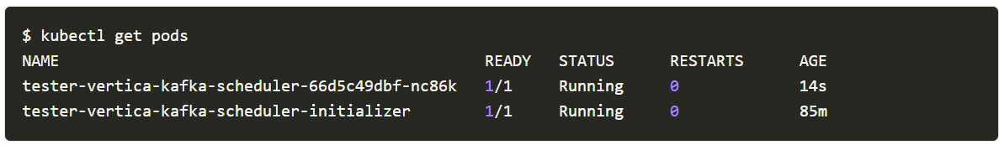 $ kubectl get pods
NAME                                              READY   STATUS      RESTARTS      AGE
tester-vertica-kafka-scheduler-66d5c49dbf-nc86k   1/1     Running     0             14s
tester-vertica-kafka-scheduler-initializer        1/1     Running     0             85m